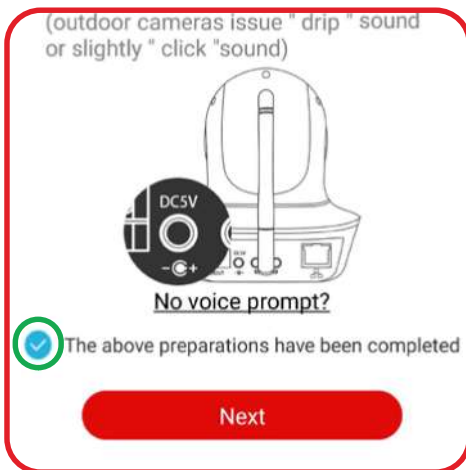 (outdoor cameras issue " drip " sound
or slightly " click "sound)
DC5V
No voice prompt?
The above preparations have been completed
Next